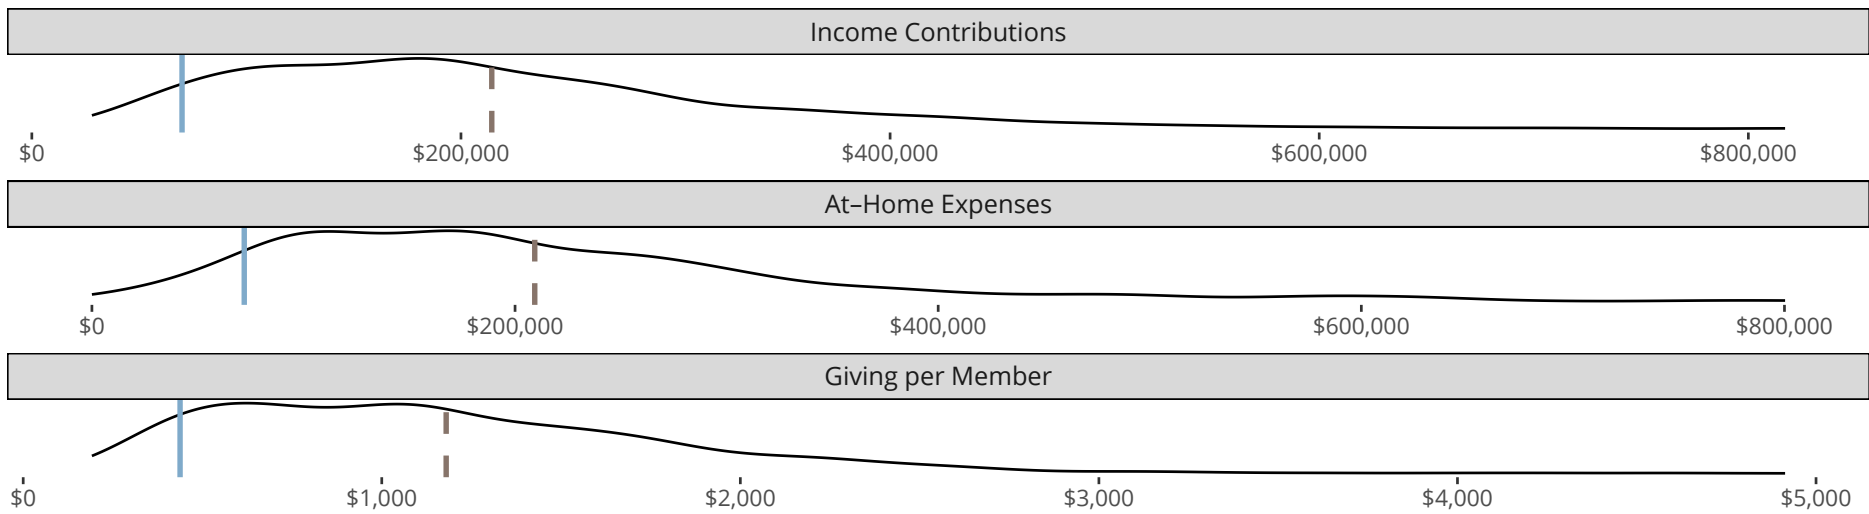 Income Contributions
$0 $200,000 $400,000 $600,000 $800,000
At–Home Expenses
$0 $200,000 $400,000 $600,000 $800,000
Giving per Member
$0 $1,000 $2,000 $3,000 $4,000 $5,000